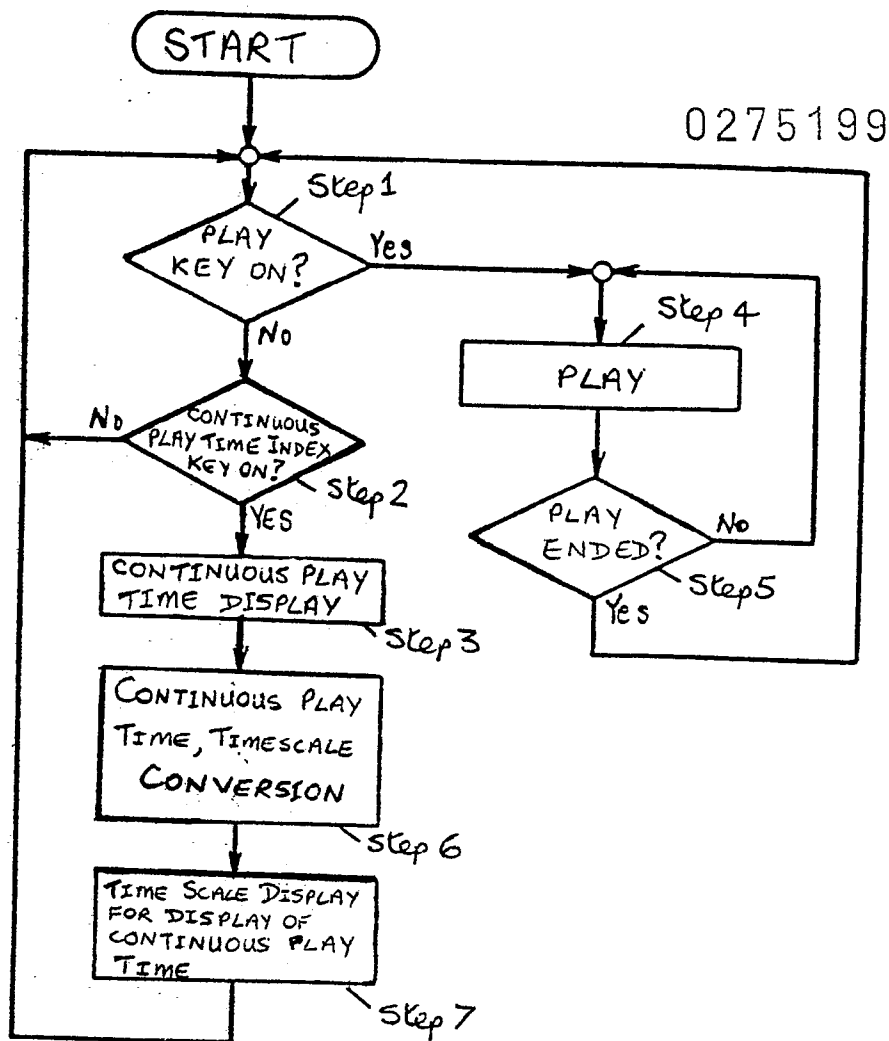 START
0275199
Step 1
PLAY
KEY ON?
Yes
No
Step 4
PLAY
CONTINUOUS
PLAY TIME INDEX
KEY ON?
No
Step 2
YES
PLAY
ENDED?
No
Step 5
Yes
CONTINUOUS PLAY
TIME DISPLAY
Step 3
CONTINUOUS PLAY
TIME, TIMESCALE
CONVERSION
Step 6
TIME SCALE DISPLAY
FOR DISPLAY OF
CONTINUOUS PLAY
TIME
Step 7